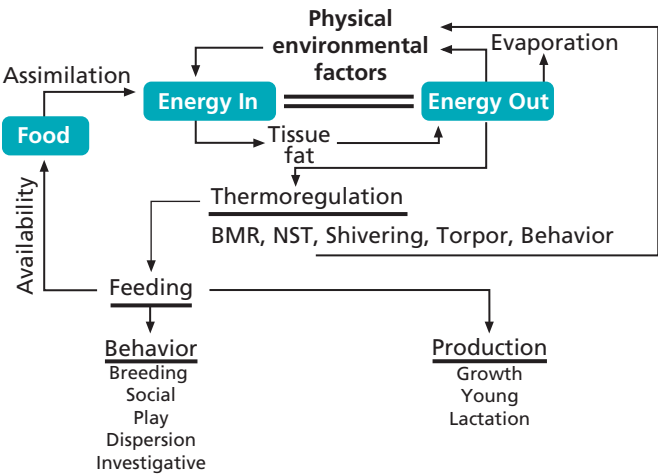 Physical
environmental
factors
Evaporation
Assimilation
Energy In
Energy Out
Food
Tissue
fat
Availability
Thermoregulation
BMR, NST, Shivering, Torpor, Behavior
Feeding
Behavior
Breeding
Social
Play
Dispersion
Investigative
Production
Growth
Young
Lactation